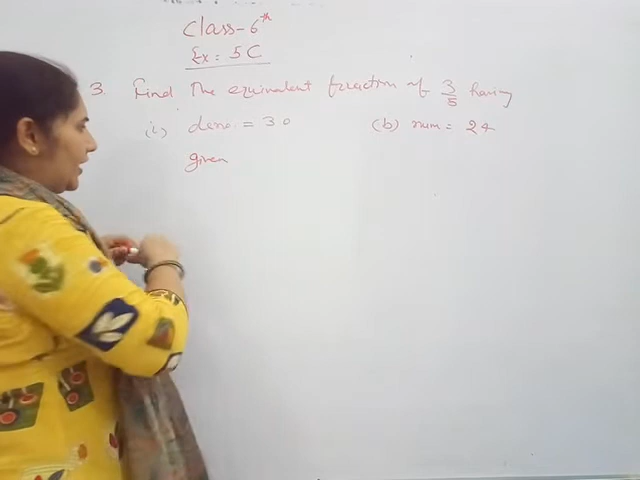 Class-6th
Ex: 5C
3. Find The equivalent fraction of 3/5 having
(i) deno. = 30 (b) num = 24
given